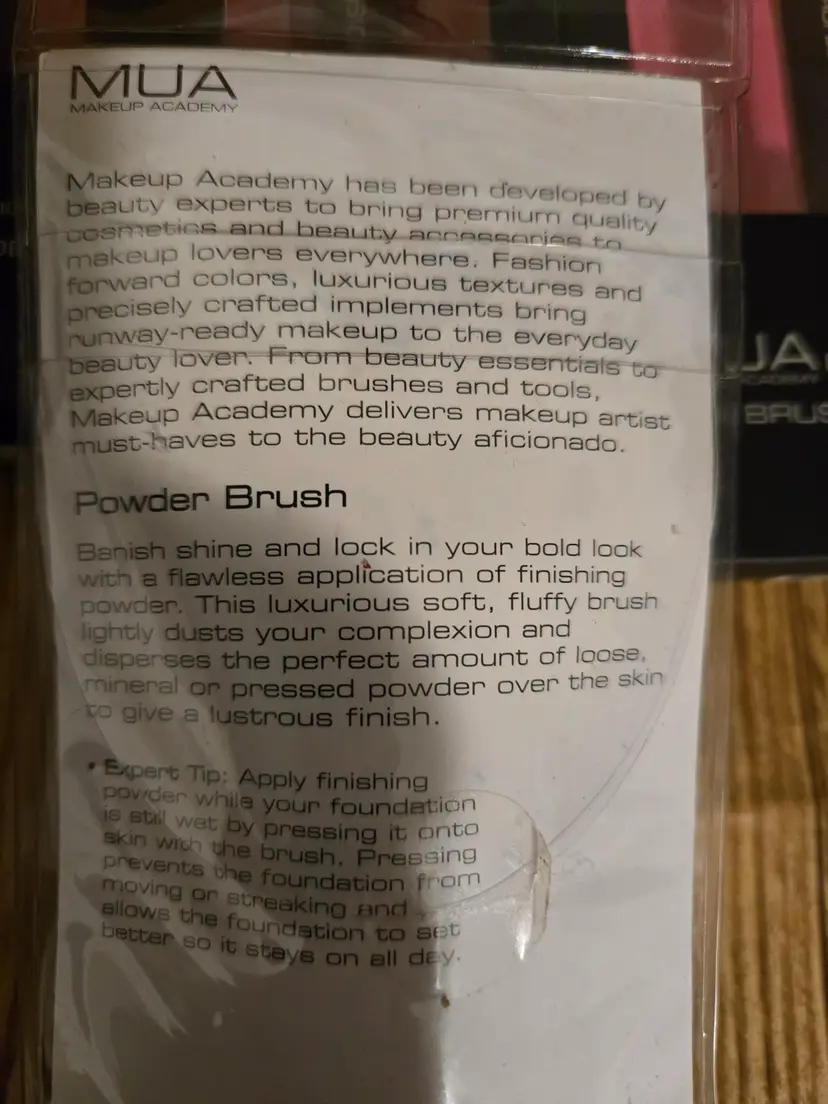 MUA
MAKEUP ACADEMY
Makeup Academy has been developed by
beauty experts to bring premium quality
cosmetics and beauty accessories to
makeup lovers everywhere. Fashion
forward colors, luxurious textures and
precisely crafted implements bring
runway-ready makeup to the everyday
beauty lover. From beauty essentials to
expertly crafted brushes and tools,
Makeup Academy delivers makeup artist
must-haves to the beauty aficionado.
Powder Brush
Banish shine and lock in your bold look
with a flawless application of finishing
powder. This luxurious soft, fluffy brush
lightly dusts your complexion and
disperses the perfect amount of loose,
mineral or pressed powder over the skin
to give a lustrous finish.
• Expert Tip: Apply finishing
powder while your foundation
is still wet by pressing it onto
skin with the brush. Pressing
prevents the foundation from
moving or streaking and
allows the foundation to set
better so it stays on all day.
UA
ACADEMY
BRUS